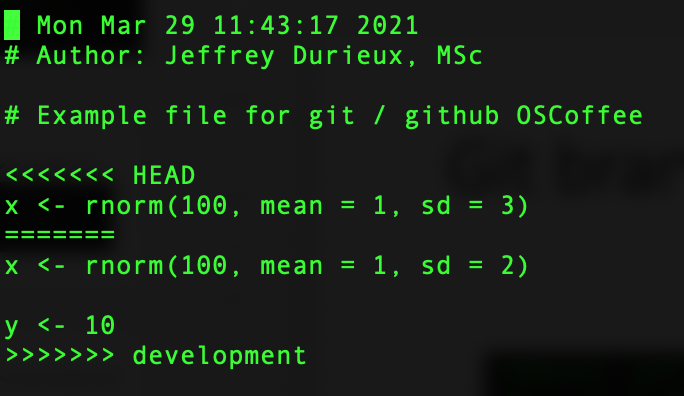 Mon Mar 29 11:43:17 2021
# Author: Jeffrey Durieux, MSc
# Example file for git / github OSCoffee
<<<<<<< HEAD
x <- rnorm(100, mean = 1, sd = 3)
=======
x <- rnorm(100, mean = 1, sd = 2)
y <- 10
>>>>>>> development